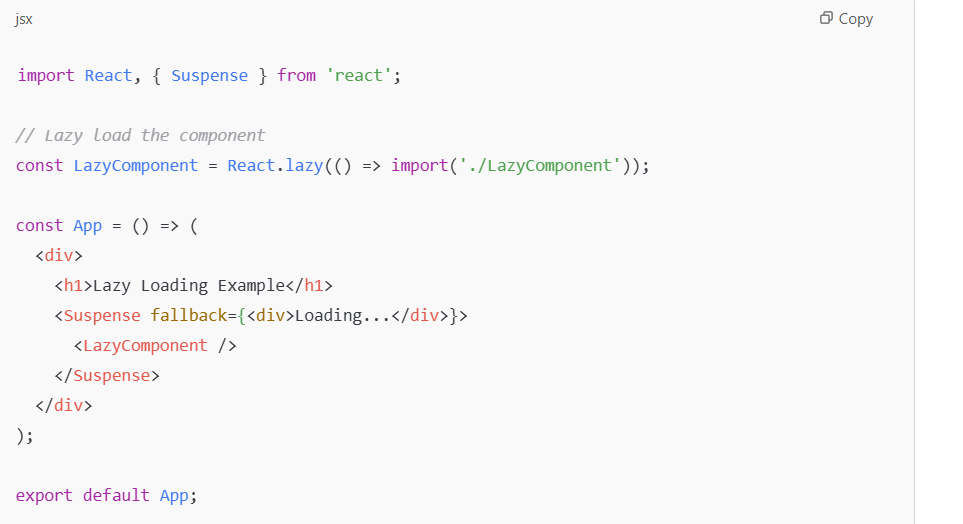 jsx
Copy
import React, { Suspense } from 'react';
// Lazy load the component
const LazyComponent = React.lazy(() => import('./LazyComponent'));
const App = () => (
<div>
<h1>Lazy Loading Example</h1>
<Suspense fallback={<div>Loading...</div>}>
<LazyComponent />
</Suspense>
</div>
);
export default App;